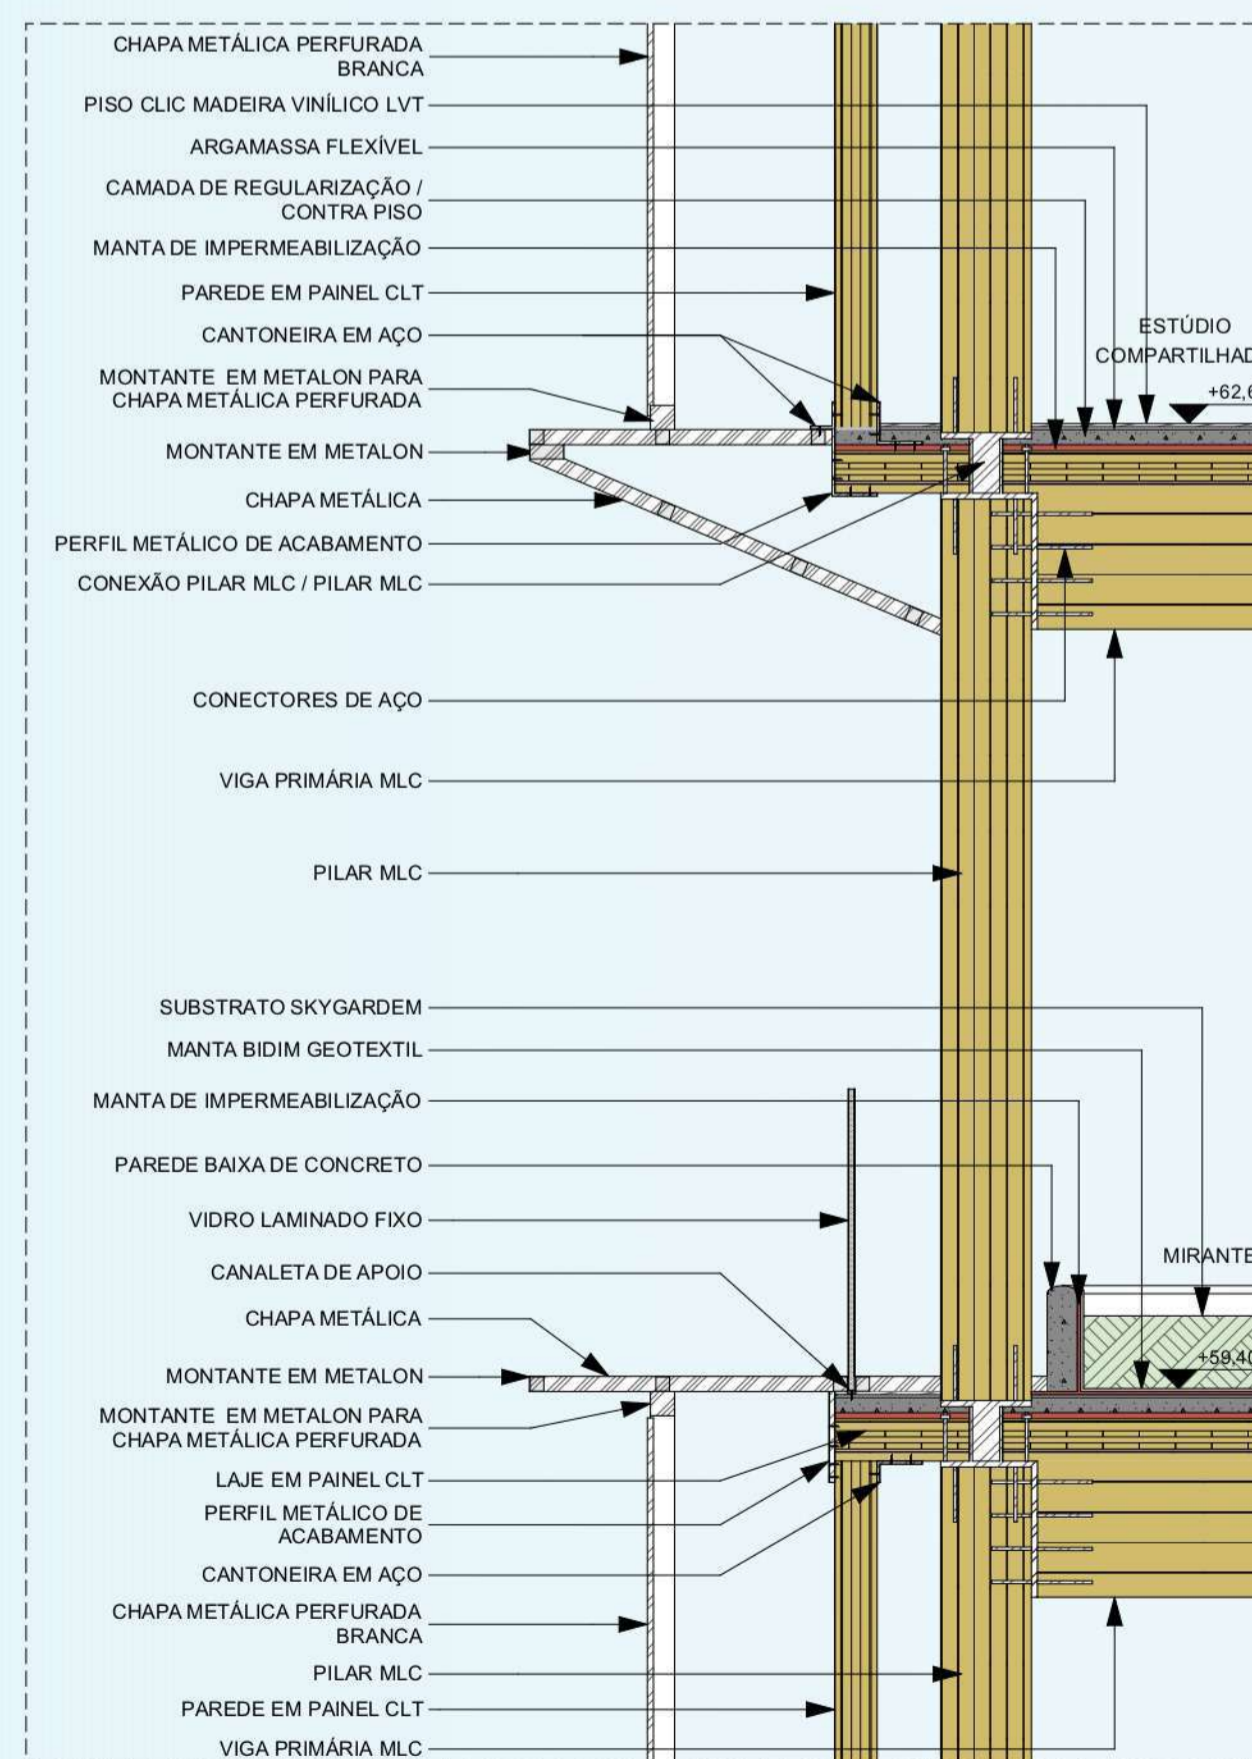 CHAPA METÁLICA PERFURADA
BRANCA
PISO CLIC MADEIRA VINÍLICO LVT
ARGAMASSA FLEXÍVEL
CAMADA DE REGULARIZAÇÃO /
CONTRA PISO
MANTA DE IMPERMEABILIZAÇÃO
PAREDE EM PAINEL CLT
CANTONEIRA EM AÇO
ESTÚDIO
COMPARTILHAD
MONTANTE EM METALON PARA
CHAPA METÁLICA PERFURADA
+62,6
MONTANTE EM METALON
CHAPA METÁLICA
PERFIL METÁLICO DE ACABAMENTO
CONEXÃO PILAR MLC / PILAR MLC
CONECTORES DE AÇO
VIGA PRIMÁRIA MLC
PILAR MLC
SUBSTRATO SKYGARDEM
MANTA BIDIM GEOTEXTIL
MANTA DE IMPERMEABILIZAÇÃO
PAREDE BAIXA DE CONCRETO
VIDRO LAMINADO FIXO
MIRANTE
CANALETA DE APOIO
CHAPA METÁLICA
+59,40
MONTANTE EM METALON
MONTANTE EM METALON PARA
CHAPA METÁLICA PERFURADA
LAJE EM PAINEL CLT
PERFIL METÁLICO DE
ACABAMENTO
CANTONEIRA EM AÇO
CHAPA METÁLICA PERFURADA
BRANCA
PILAR MLC
PAREDE EM PAINEL CLT
VIGA PRIMÁRIA MLC